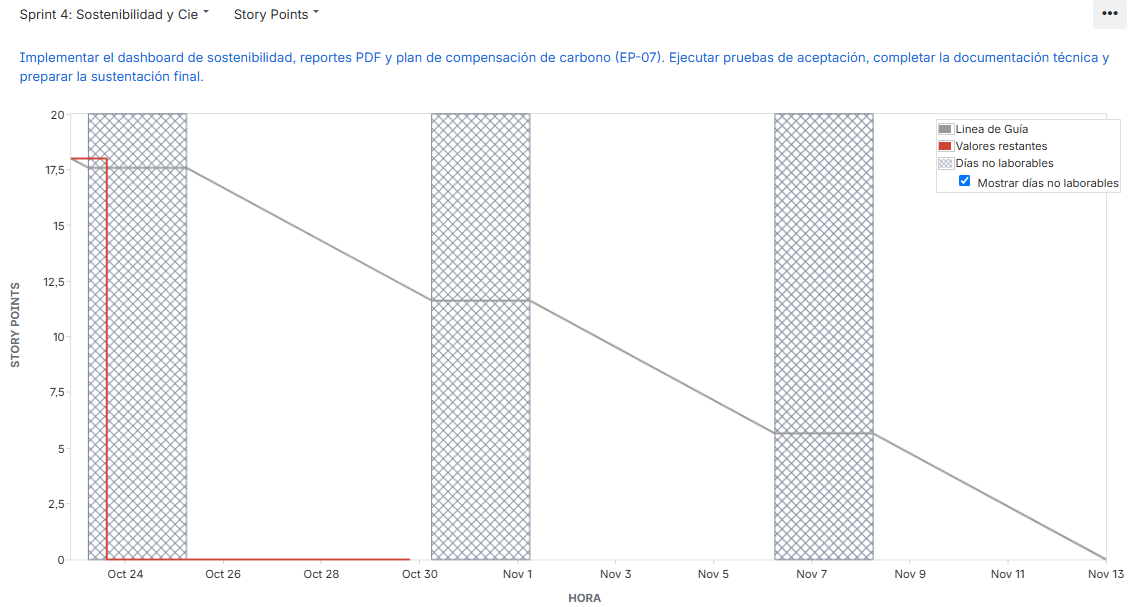 Sprint 4: Sostenibilidad y Cie
Story Points
•••
Implementar el dashboard de sostenibilidad, reportes PDF y plan de compensación de carbono (EP-07). Ejecutar pruebas de aceptación, completar la documentación técnica y
preparar la sustentación final.
20
17,5
15
12,5
10
7,5
5
2,5
0
STORY POINTS
Linea de Guía
Valores restantes
Días no laborables
Mostrar días no laborables
Oct 24
Oct 26
Oct 28
Oct 30
Nov 1
Nov 3
Nov 5
Nov 7
Nov 9
Nov 11
Nov 13
HORA